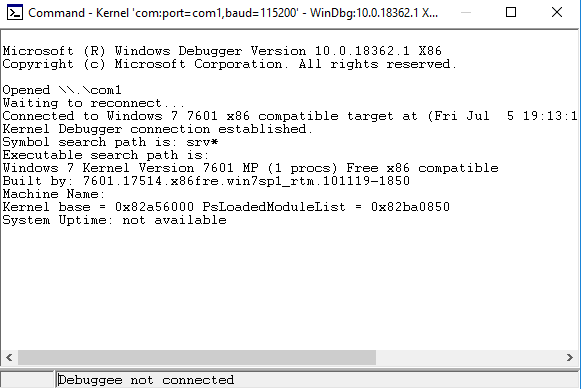 Command - Kernel 'com:port=com1,baud=115200' - WinDbg:10.0.18362.1 X...
Microsoft (R) Windows Debugger Version 10.0.18362.1 X86
Copyright (c) Microsoft Corporation. All rights reserved.
Opened \\.\com1
Waiting to reconnect...
Connected to Windows 7 7601 x86 compatible target at (Fri Jul  5 19:13:1
Kernel Debugger connection established.
Symbol search path is: srv*
Executable search path is:
Windows 7 Kernel Version 7601 MP (1 procs) Free x86 compatible
Built by: 7601.17514.x86fre.win7sp1_rtm.101119-1850
Machine Name:
Kernel base = 0x82a56000 PsLoadedModuleList = 0x82ba0850
System Uptime: not available
Debuggee not connected